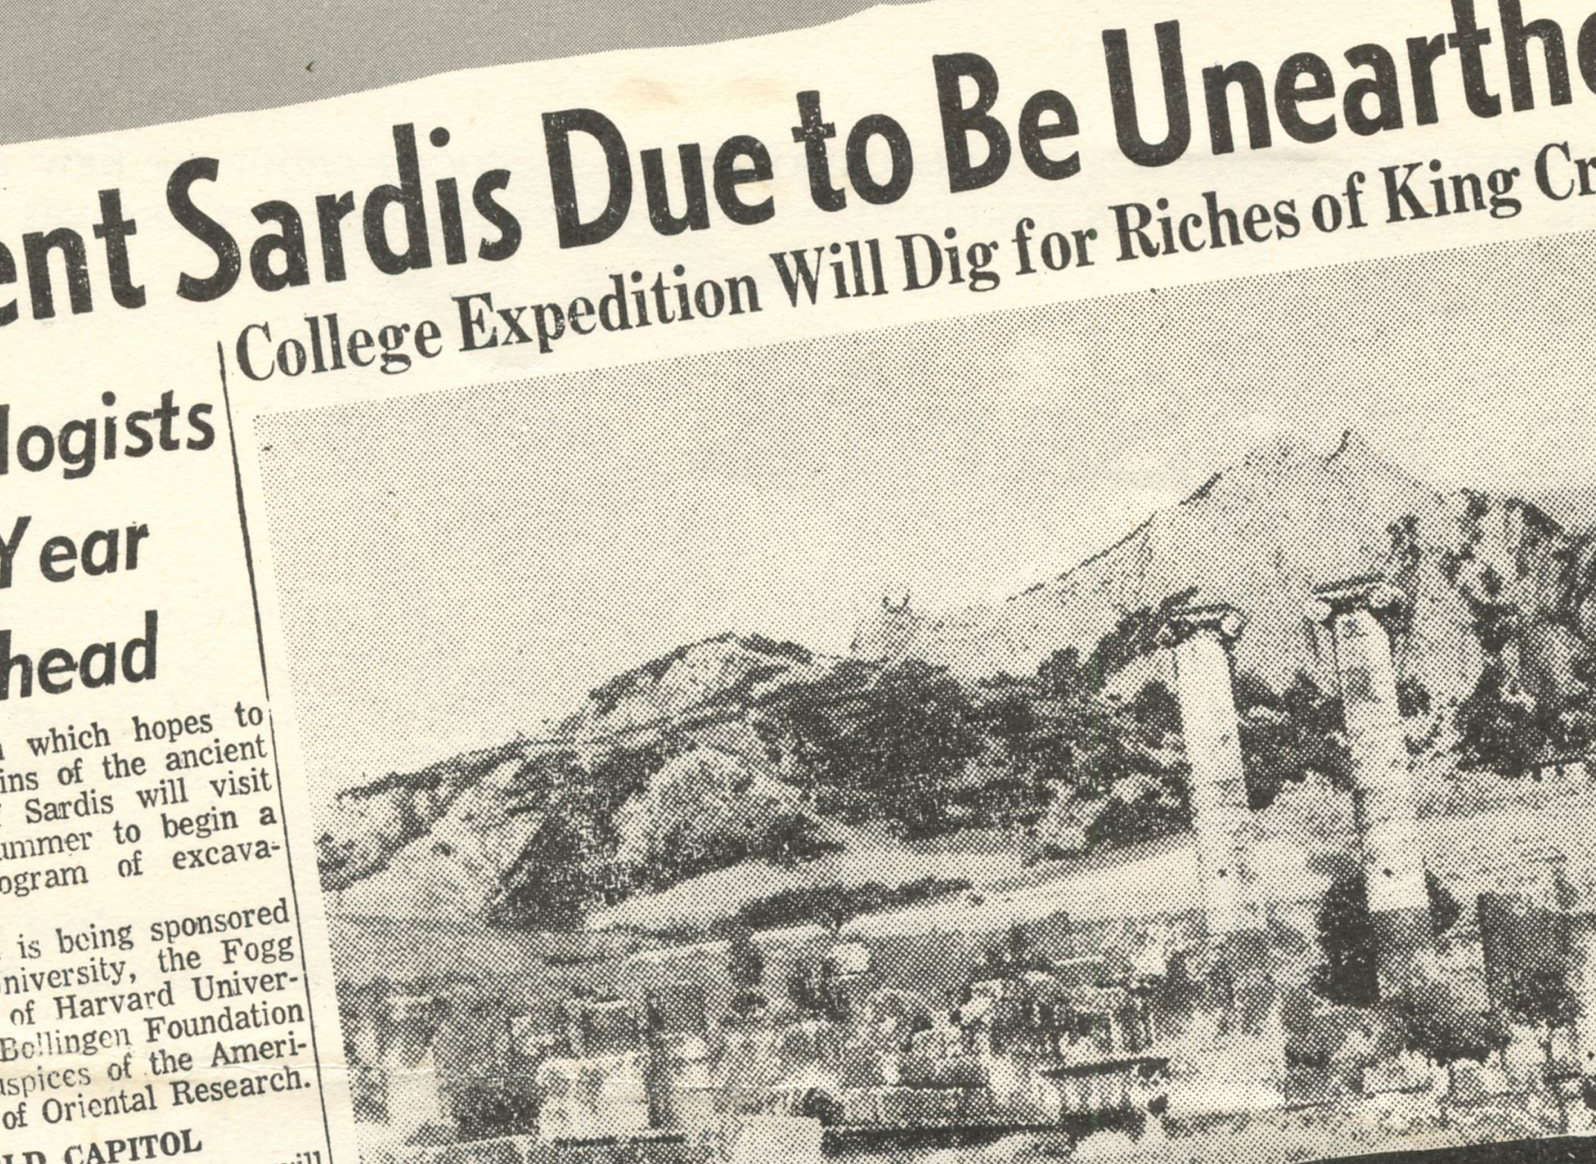 ent Sardis Due to Be Unearthe
College Expedition Will Dig for Riches of King Cr
logists
Year
head
which hopes to
ins of the ancient
Sardis will visit
ummer to begin a
ogram of excava-
is being sponsored
niversity, the Fogg
of Harvard Univer-
Bollingen Foundation
uspices of the Ameri-
of Oriental Research.
LD CAPITOL
will